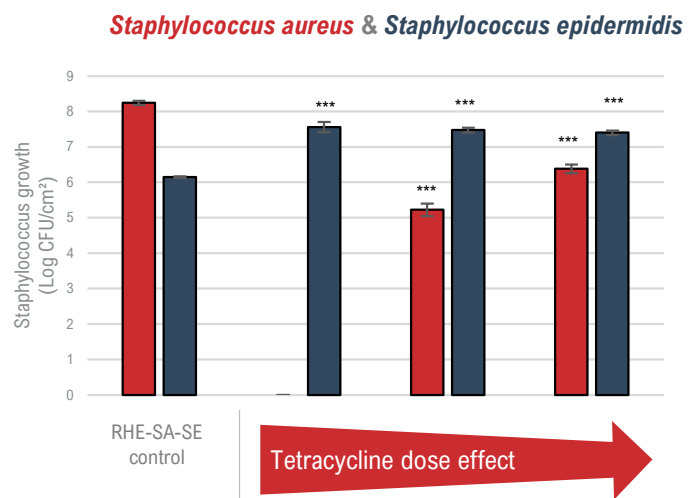 Staphylococcus aureus & Staphylococcus epidermidis
Staphylococcus growth
(Log CFU/cm²)
9
8
7
6
5
4
3
2
1
0
***
***
***
***
***
RHE-SA-SE
control
Tetracycline dose effect